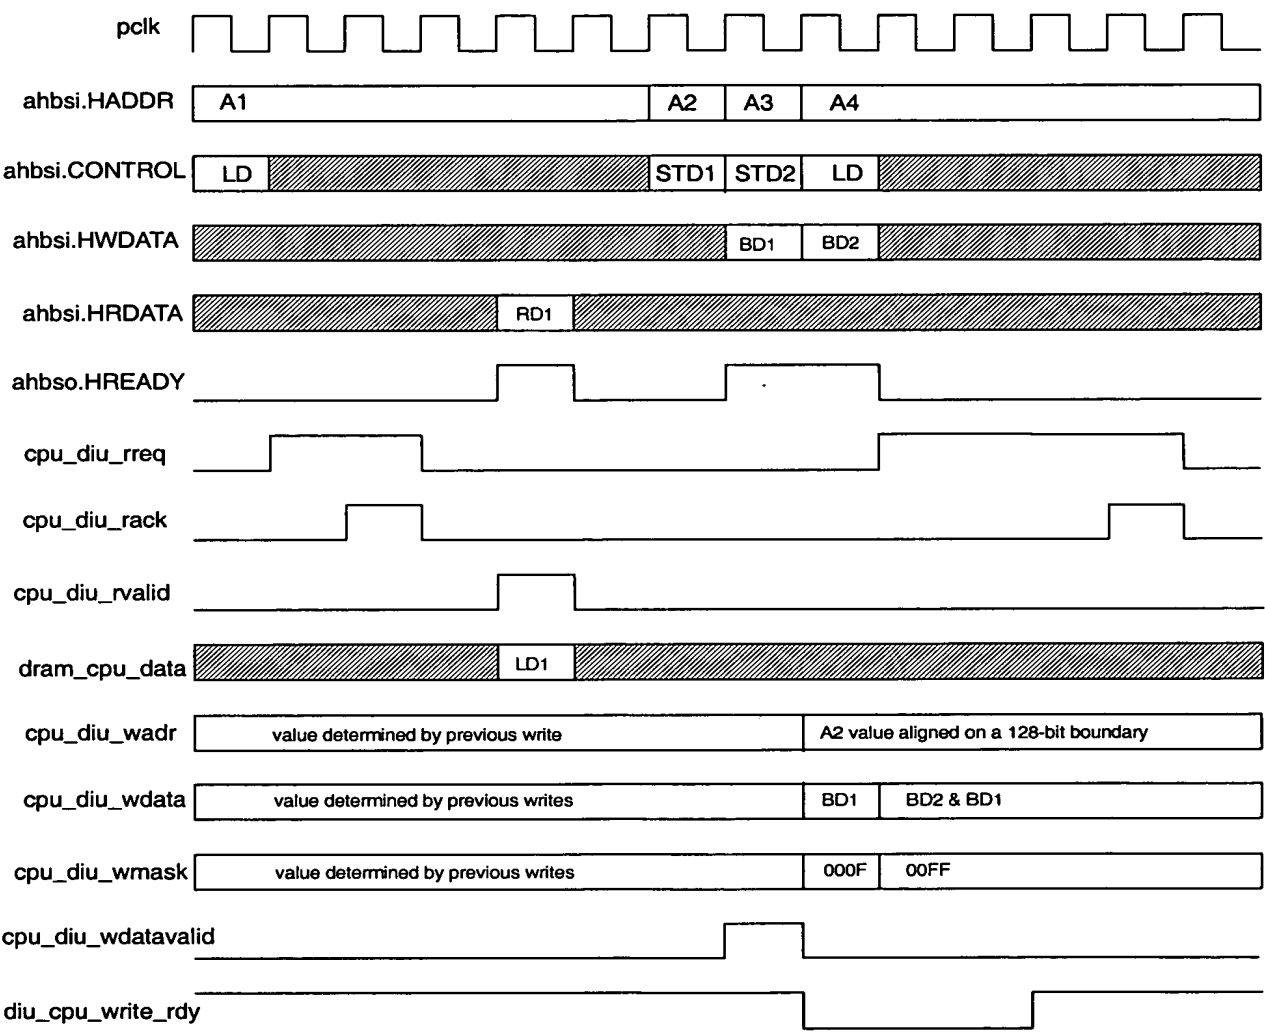 pclk
ahbsi.HADDR A1 A2 A3 A4
ahbsi.CONTROL LD STD1 STD2 LD
ahbsi.HWDATA BD1 BD2
ahbsi.HRDATA RD1
ahbso.HREADY
cpu_diu_rreq
cpu_diu_rack
cpu_diu_rvalid
dram_cpu_data LD1
cpu_diu_wadr value determined by previous write A2 value aligned on a 128-bit boundary
cpu_diu_wdata value determined by previous writes BD1 BD2 & BD1
cpu_diu_wmask value determined by previous writes 000F 00FF
cpu_diu_wdatavalid
diu_cpu_write_rdy